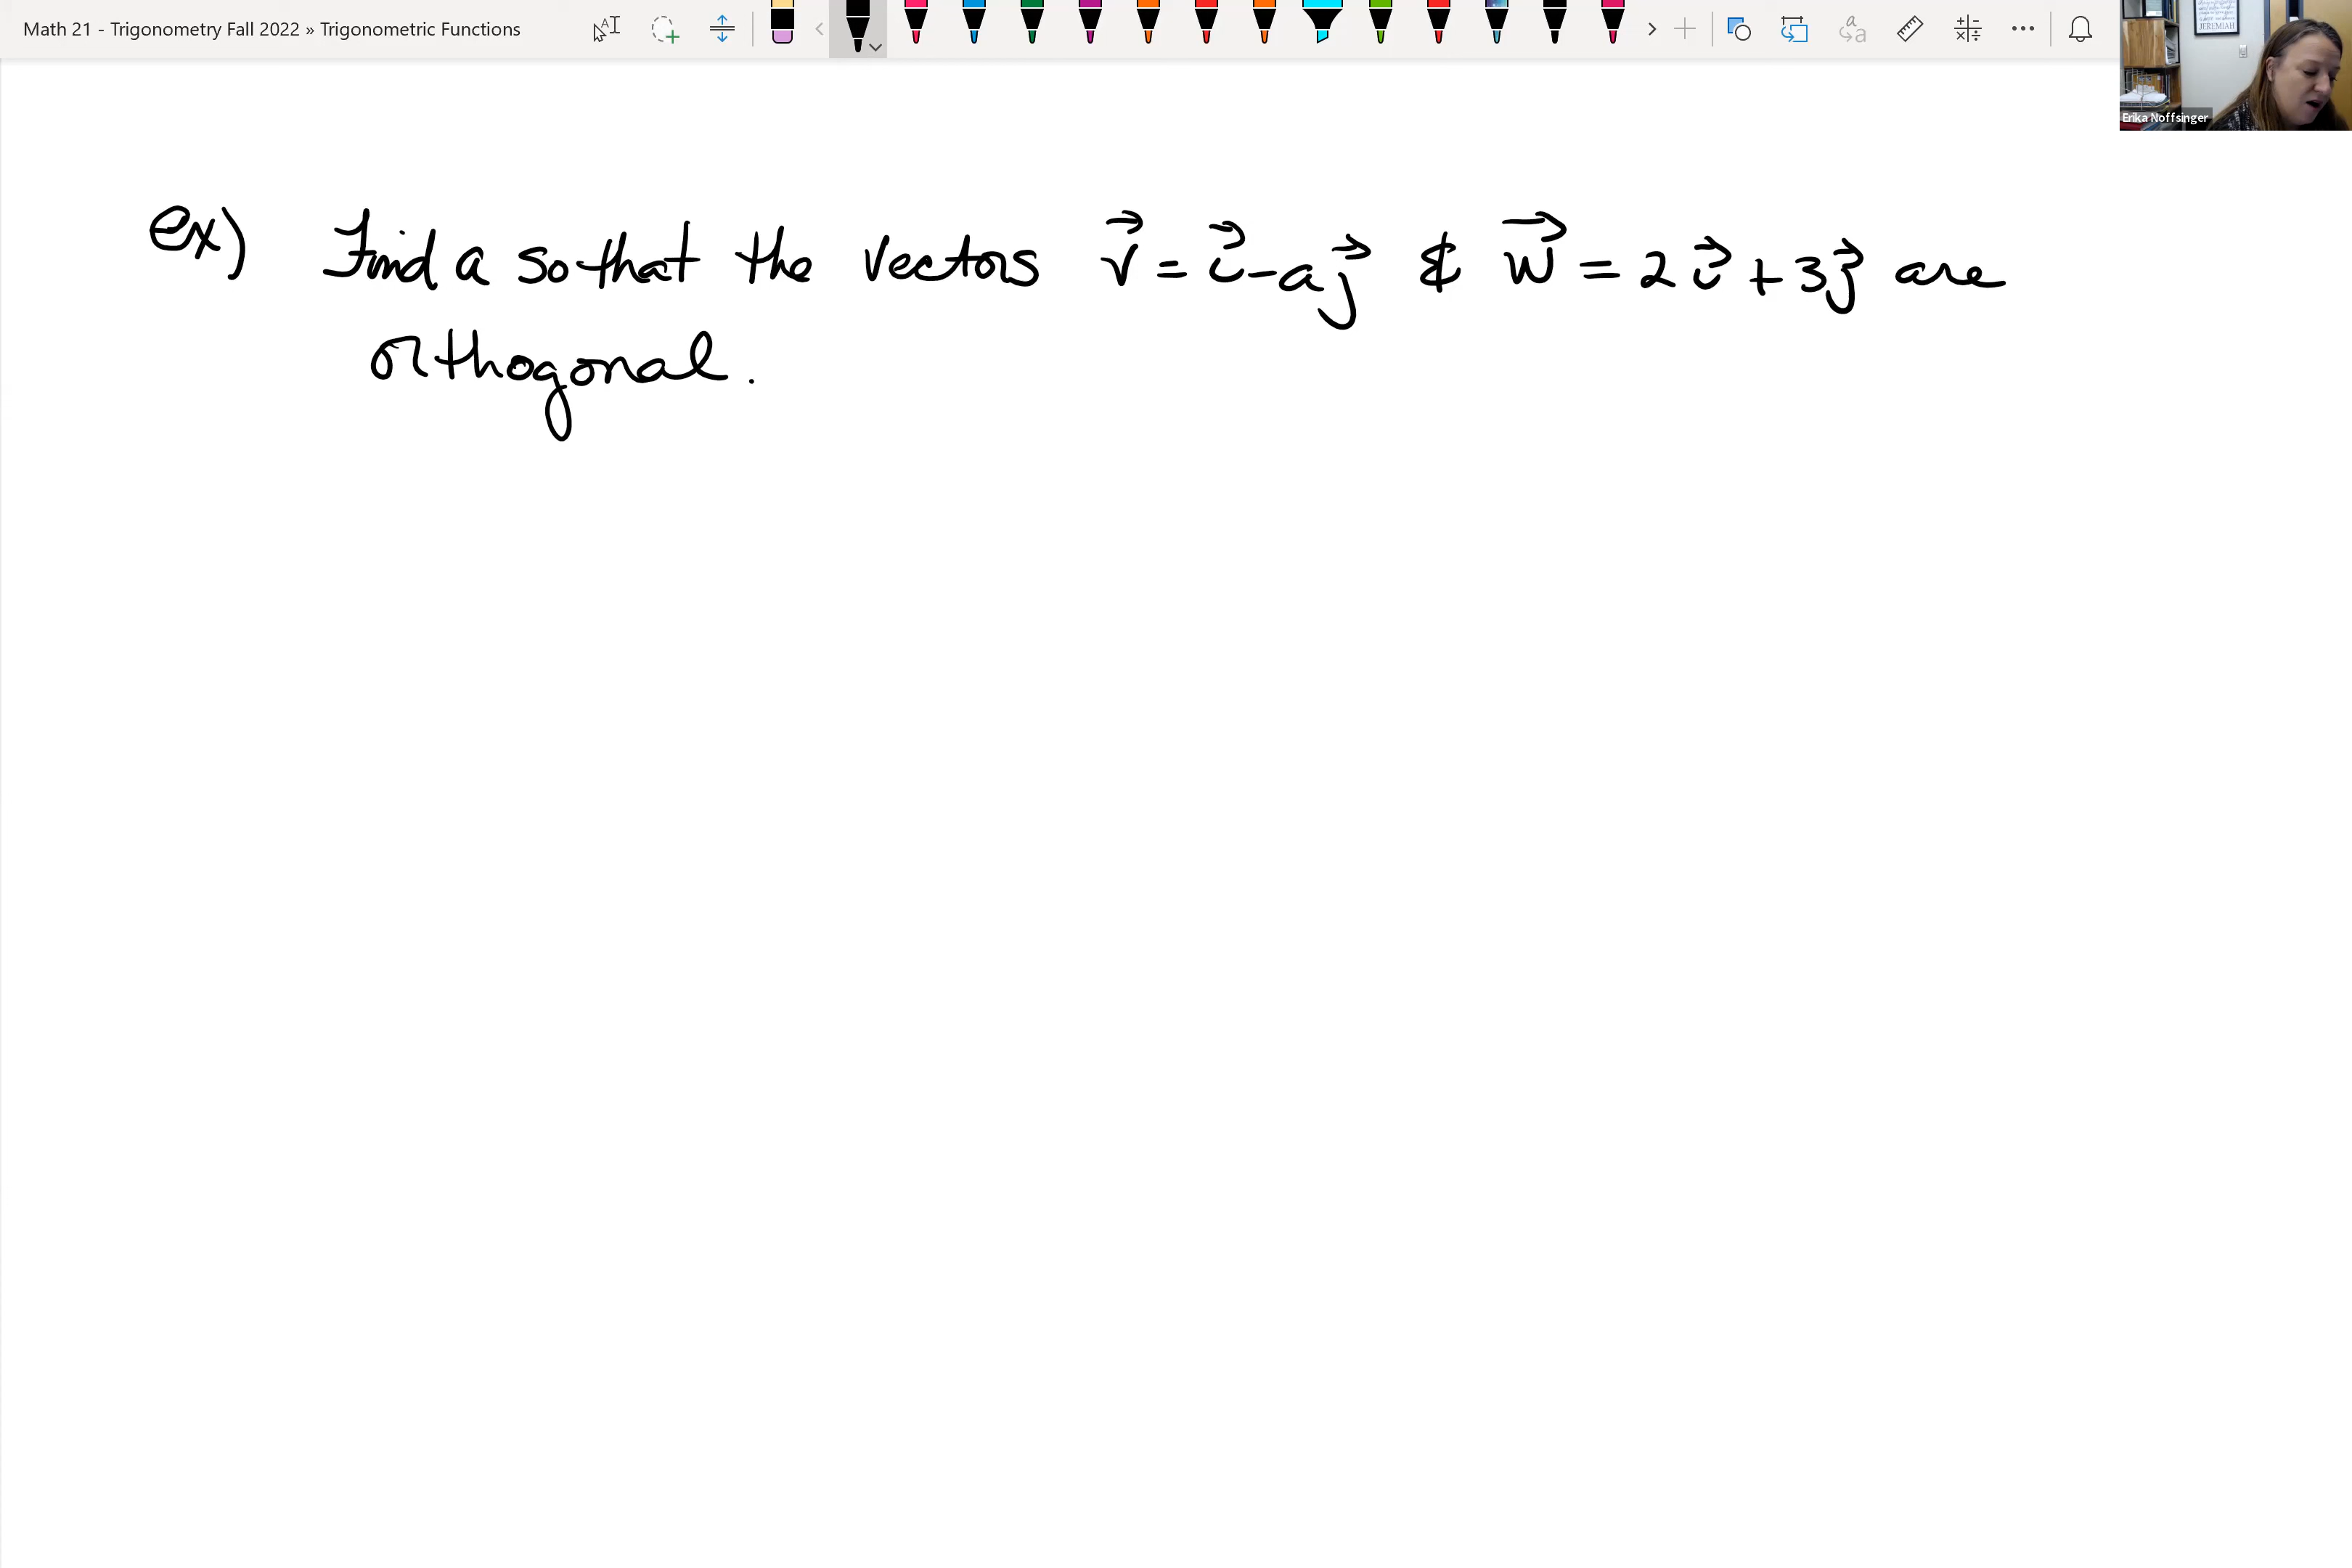 Math 21 - Trigonometry Fall 2022 » Trigonometric Functions
JEREMIAH
Erika Noffsinger
ex) Find a so that the vectors v⃗ = i⃗ - a j⃗ & w⃗ = 2 i⃗ + 3 j⃗ are
orthogonal.